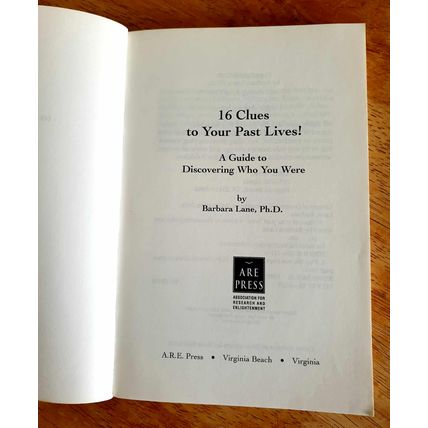 16 Clues
to Your Past Lives!
A Guide to
Discovering Who You Were
by
Barbara Lane, Ph.D.
ARE
PRESS
ASSOCIATION FOR
RESEARCH AND
ENLIGHTENMENT
A.R.E. Press • Virginia Beach • Virginia